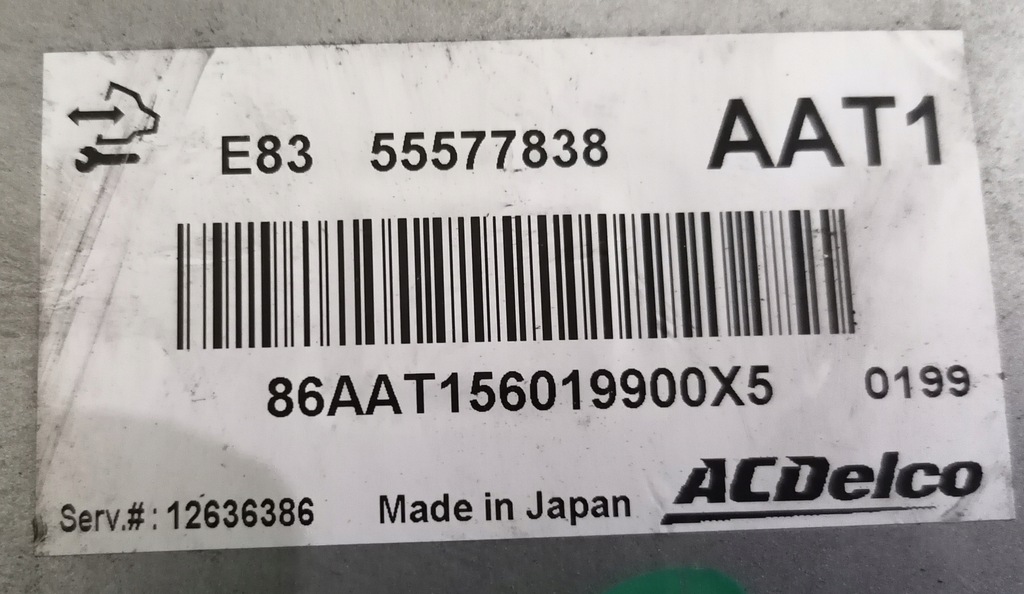 E83 55577838 AAT1
86AAT156019900X5 0199
Serv.#: 12636386 Made in Japan ACDelco